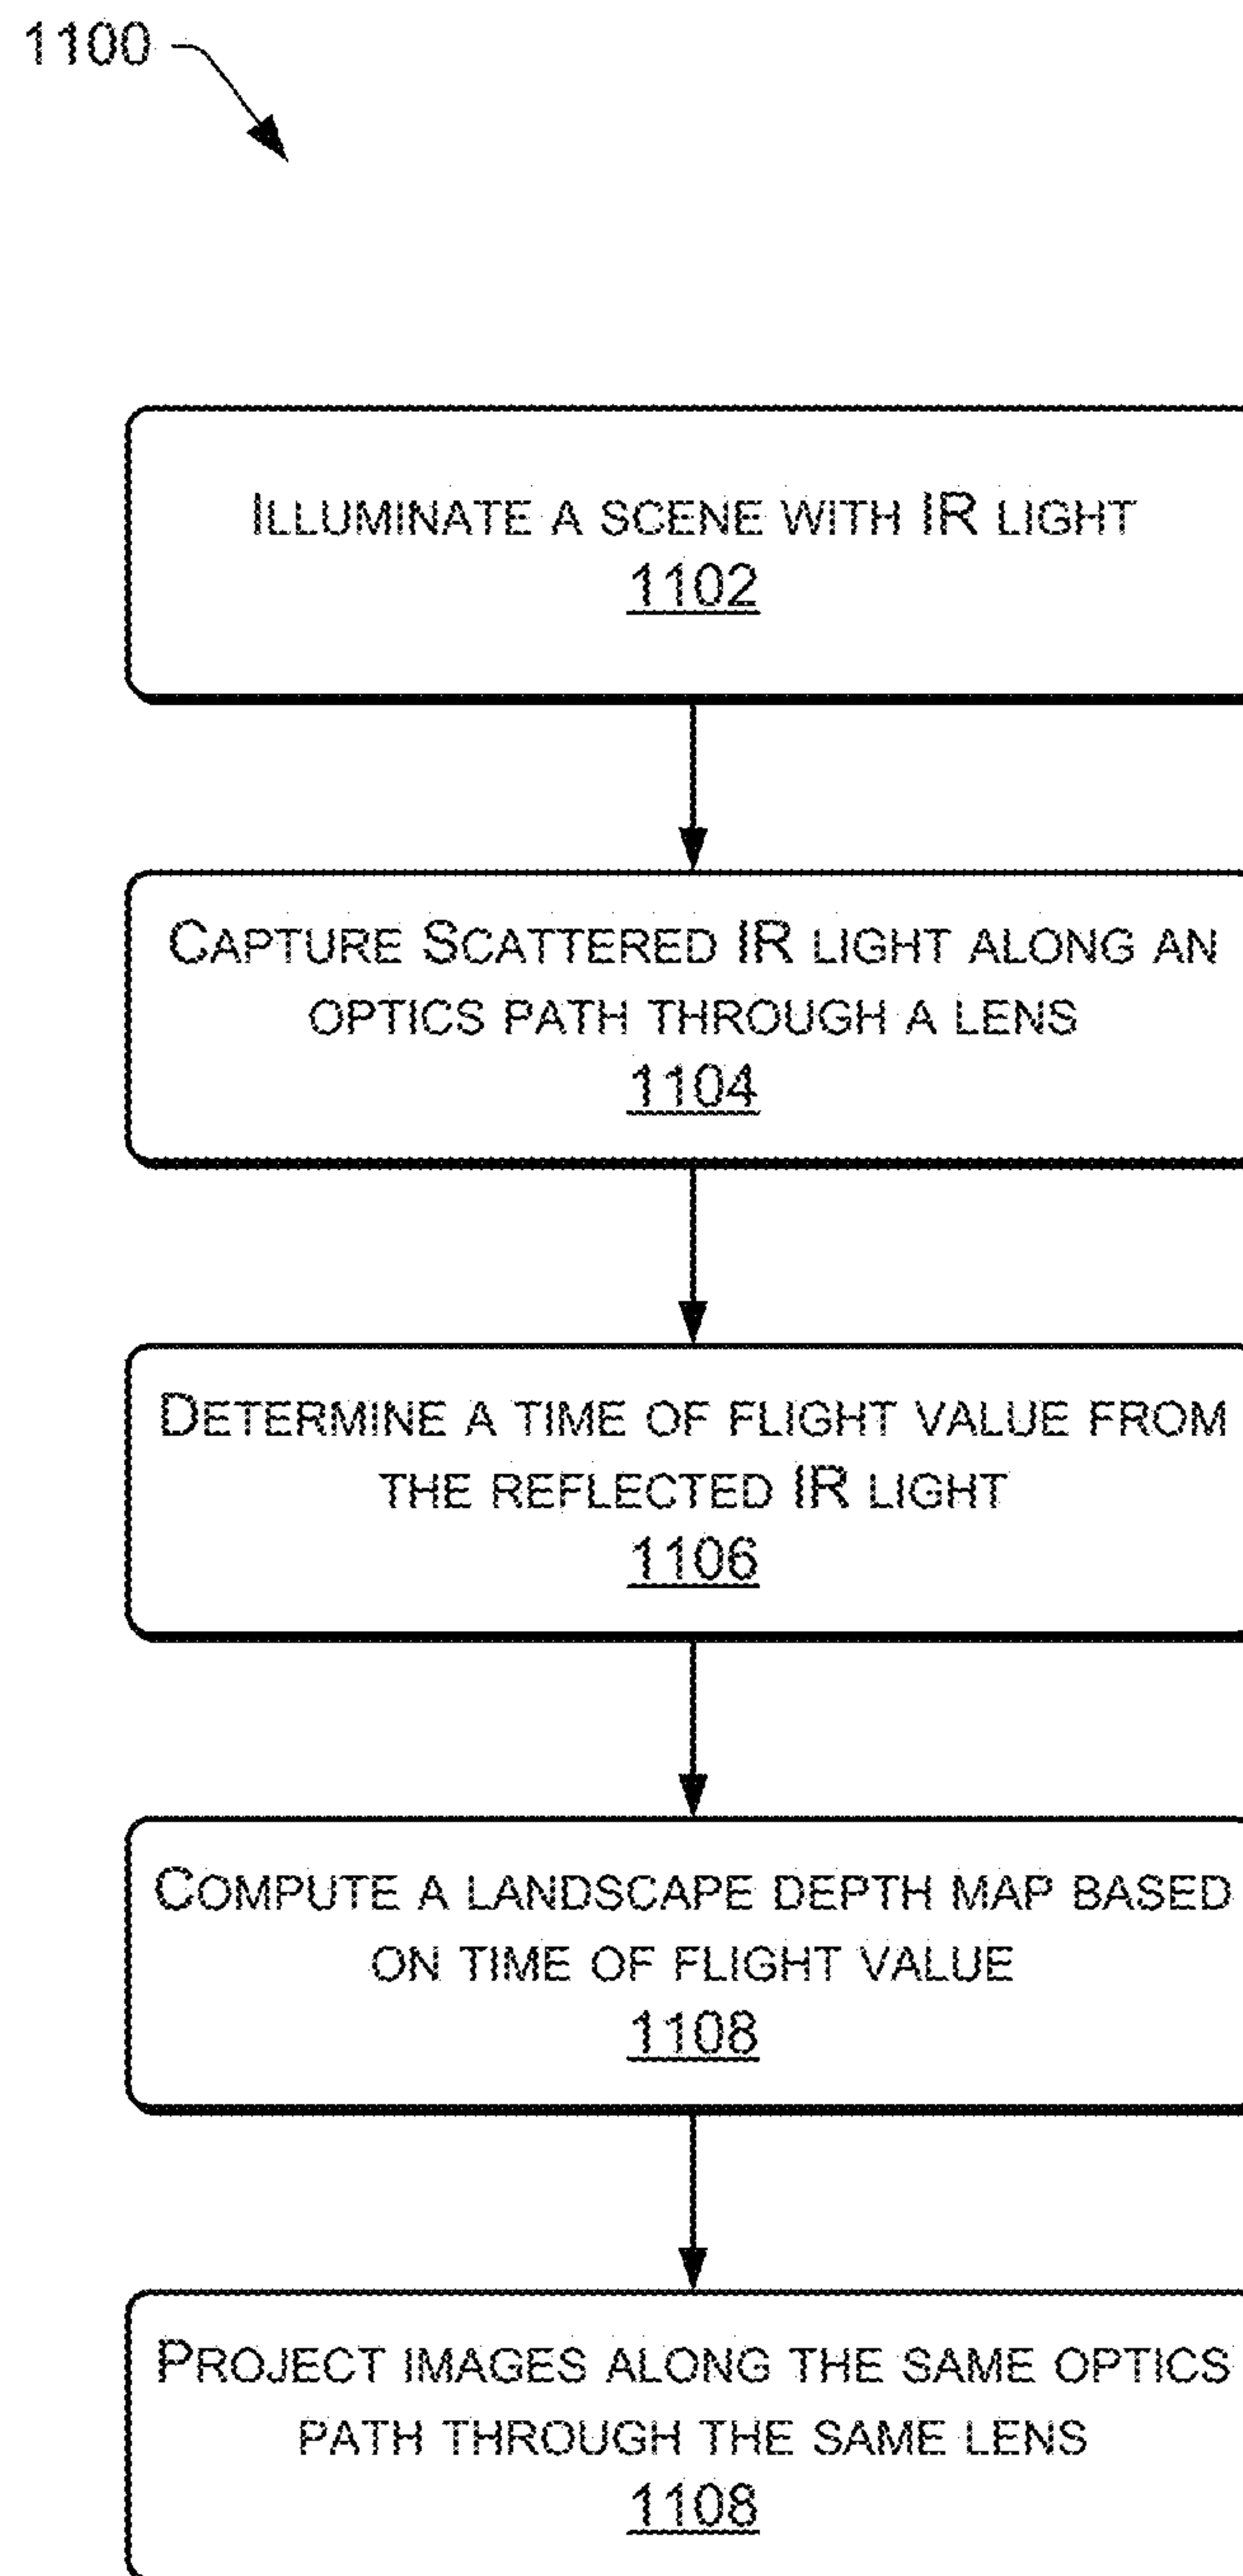 1100
ILLUMINATE A SCENE WITH IR LIGHT
1102
CAPTURE SCATTERED IR LIGHT ALONG AN
OPTICS PATH THROUGH A LENS
1104
DETERMINE A TIME OF FLIGHT VALUE FROM
THE REFLECTED IR LIGHT
1106
COMPUTE A LANDSCAPE DEPTH MAP BASED
ON TIME OF FLIGHT VALUE
1108
PROJECT IMAGES ALONG THE SAME OPTICS
PATH THROUGH THE SAME LENS
1108